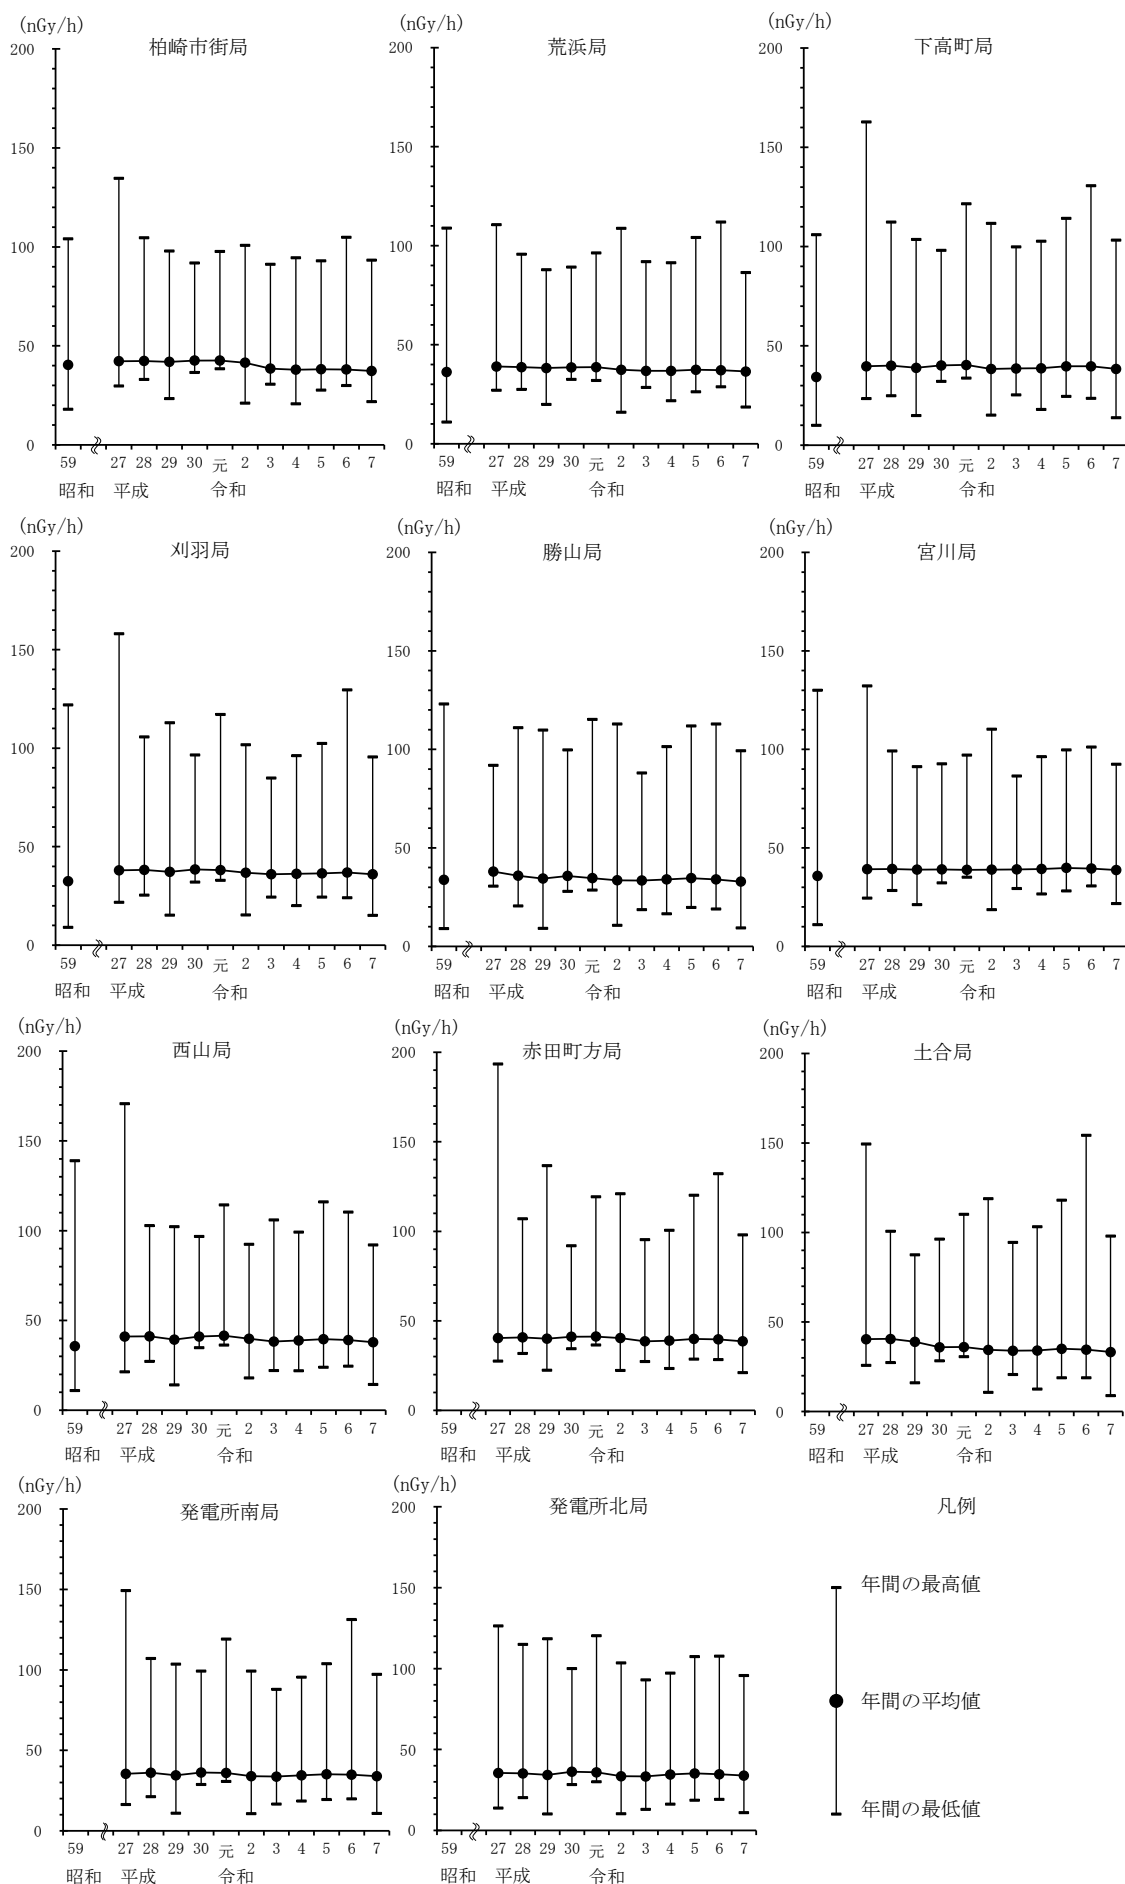 (nGy/h) (nGy/h) (nGy/h)
柏崎市街局 荒浜局 下高町局
200 200 200
150 150 150
100 100 100
50 50 50
0 0 0
59 27 28 29 30 元 2 3 4 5 6 7 59 27 28 29 30 元 2 3 4 5 6 7 59 27 28 29 30 元 2 3 4 5 6 7
昭和 平成 令和 昭和 平成 令和 昭和 平成 令和
(nGy/h) (nGy/h) (nGy/h)
刈羽局 勝山局 宮川局
200 200 200
150 150 150
100 100 100
50 50 50
0 0 0
59 27 28 29 30 元 2 3 4 5 6 7 59 27 28 29 30 元 2 3 4 5 6 7 59 27 28 29 30 元 2 3 4 5 6 7
昭和 平成 令和 昭和 平成 令和 昭和 平成 令和
(nGy/h) (nGy/h) (nGy/h)
西山局 赤田町方局 土合局
200 200 200
150 150 150
100 100 100
50 50 50
0 0 0
59 27 28 29 30 元 2 3 4 5 6 7 59 27 28 29 30 元 2 3 4 5 6 7 59 27 28 29 30 元 2 3 4 5 6 7
昭和 平成 令和 昭和 平成 令和 昭和 平成 令和
(nGy/h) (nGy/h)
発電所南局 発電所北局 凡例
200 200
150 150
100 100
50 50
0 0
59 27 28 29 30 元 2 3 4 5 6 7 59 27 28 29 30 元 2 3 4 5 6 7
昭和 平成 令和 昭和 平成 令和
年間の最高値
年間の平均値
年間の最低値